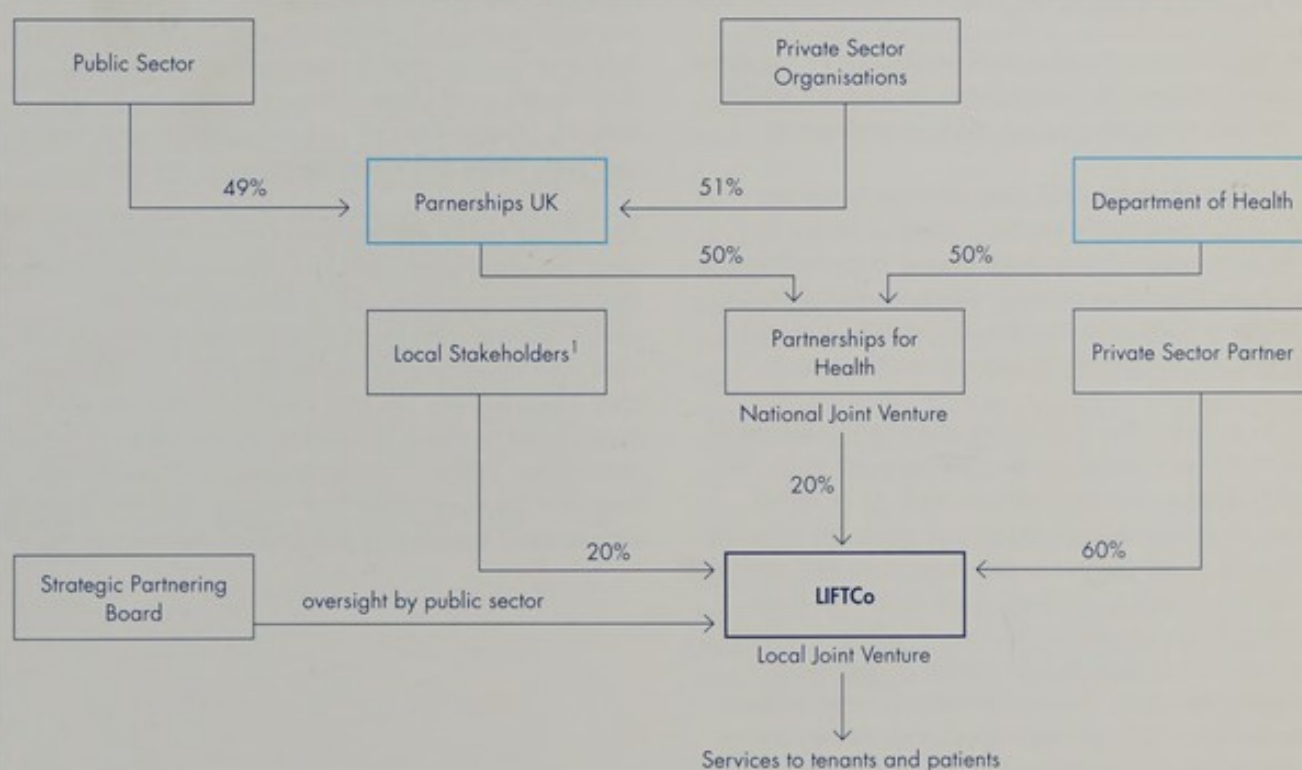 Public Sector
Private Sector
Organisations
49%
Parnerships UK
51%
Department of Health
50%
50%
Local Stakeholders1
Partnerships for
Health
Private Sector Partner
National Joint Venture
20%
20%
60%
Strategic Partnering
Board
oversight by public sector
LIFTCo
Local Joint Venture
Services to tenants and patients